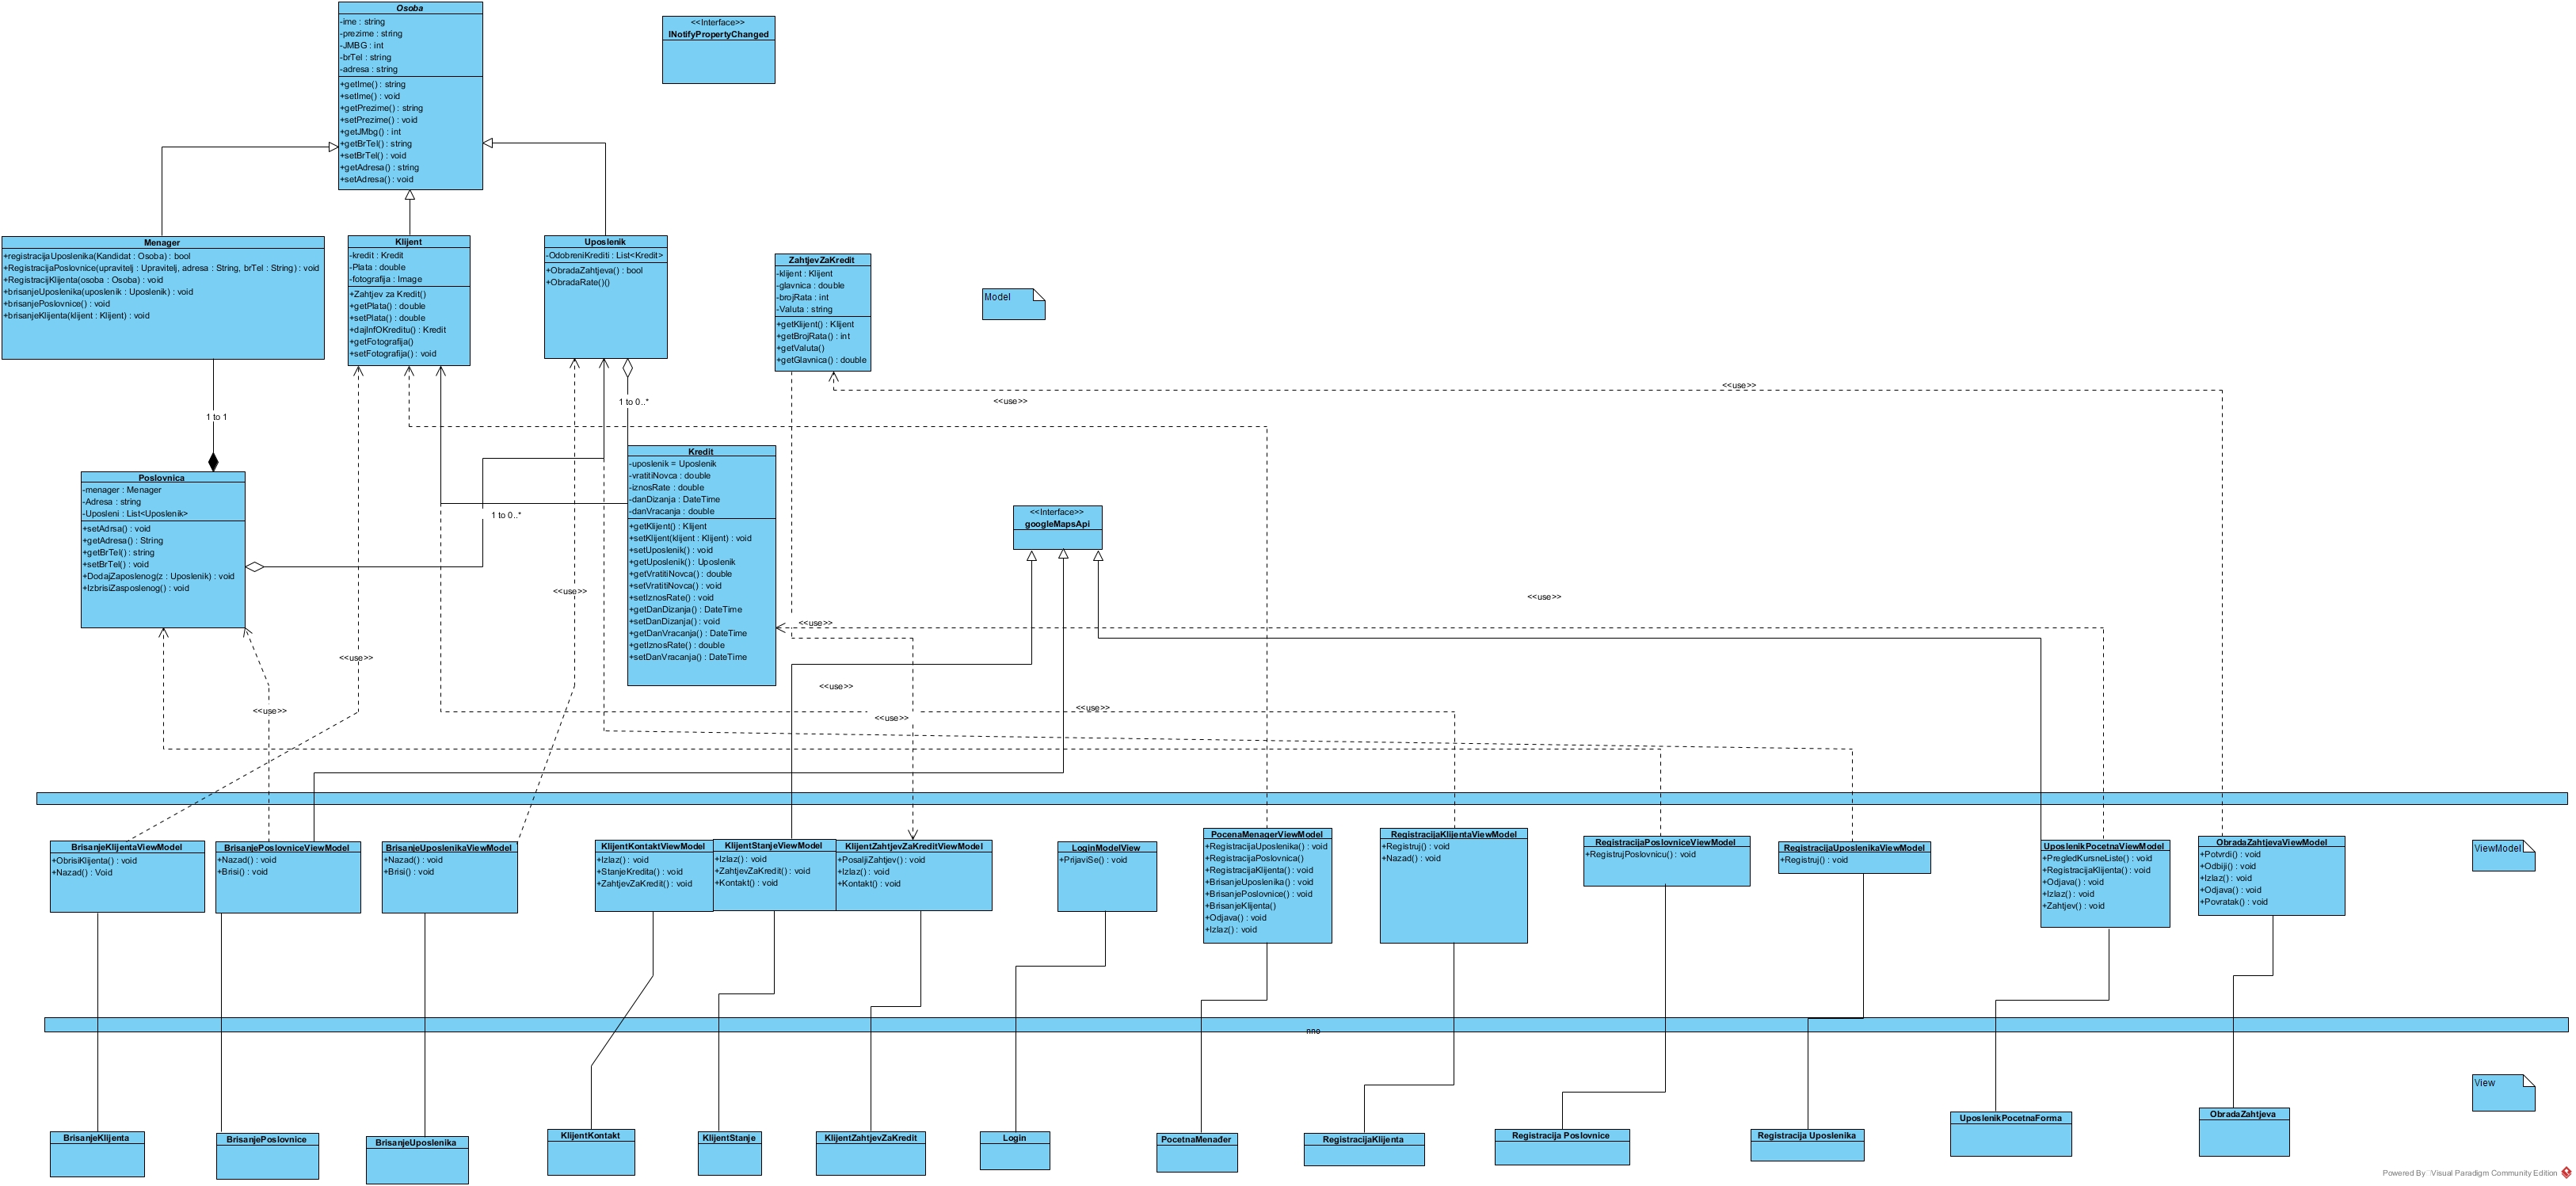 Osoba
-ime : string
-prezime : string
-JMBG : int
-brTel : string
-adresa : string
+getIme() : string
+setIme() : void
+getPrezime() : string
+setPrezime() : void
+getJMbg() : int
+getBrTel() : string
+setBrTel() : void
+getAdresa() : string
+setAdresa() : void
<<Interface>>
INotifyPropertyChanged
Menager
+registracijaUposlenika(Kandidat : Osoba) : bool
+RegistracijaPoslovnice(upravitelj : Upravitelj, adresa : String, brTel : String) : void
+RegistracijKlijenta(osoba : Osoba) : void
+brisanjeUposlenika(uposlenik : Uposlenik) : void
+brisanjePoslovnice() : void
+brisanjeKlijenta(klijent : Klijent) : void
Klijent
-kredit : Kredit
-Plata : double
-fotografija : Image
+Zahtjev za Kredit()
+getPlata() : double
+setPlata() : double
+dajInfOKreditu() : Kredit
+getFotografija()
+setFotografija() : void
Uposlenik
-OdobreniKrediti : List<Kredit>
+ObradaZahtjeva() : bool
+ObradaRate()()
ZahtjevZaKredit
-klijent : Klijent
-glavnica : double
-brojRata : int
-Valuta : string
+getKlijent() : Klijent
+getBrojRata() : int
+getValuta()
+getGlavnica() : double
Model
<<use>>
<<use>>
1 to 0..*
1 to 1
Poslovnica
-menager : Menager
-Adresa : string
-Uposleni : List<Uposlenik>
+setAdrsa() : void
+getAdresa() : String
+getBrTel() : string
+setBrTel() : void
+DodajZaposlenog(z : Uposlenik) : void
+IzbrisiZasposlenog() : void
1 to 0..*
Kredit
-uposlenik = Uposlenik
-vratitiNovca : double
-iznosRate : double
-danDizanja : DateTime
-danVracanja : double
+getKlijent() : Klijent
+setKlijent(klijent : Klijent) : void
+setUposlenik() : void
+getUposlenik() : Uposlenik
+getVratitiNovca() : double
+setVratitiNovca() : void
+setIznosRate() : void
+getDanDizanja() : DateTime
+setDanDizanja() : void
+getDanVracanja() : DateTime
+getIznosRate() : double
+setDanVracanja() : DateTime
<<Interface>>
googleMapsApi
<<use>>
<<use>>
<<use>>
<<use>>
<<use>>
<<use>>
<<use>>
<<use>>
BrisanjeKlijentaViewModel
+ObrisiKlijenta() : void
+Nazad() : Void
BrisanjePoslovniceViewModel
+Nazad() : void
+Brisi() : void
BrisanjeUposlenikaViewModel
+Nazad() : void
+Brisi() : void
KlijentKontaktViewModel
+Izlaz() : void
+StanjeKredita() : void
+ZahtjevZaKredit() : void
KlijentStanjeViewModel
+Izlaz() : void
+ZahtjevZaKredit() : void
+Kontakt() : void
KlijentZahtjevZaKreditViewModel
+PosaljiZahtjev() : void
+Izlaz() : void
+Kontakt() : void
LoginModelView
+PrijaviSe() : void
PocenaMenagerViewModel
+RegistracijaUposlenika() : void
+RegistracijaPoslovnica()
+RegistracijaKlijenta() : void
+BrisanjeUposlenika() : void
+BrisanjePoslovnice() : void
+BrisanjeKlijenta()
+Odjava() : void
+Izlaz() : void
RegistracijaKlijentaViewModel
+Registruj() : void
+Nazad() : void
RegistracijaPoslovniceViewModel
+RegistrujPoslovnicu() : void
RegistracijaUposlenikaViewModel
+Registruj() : void
UposlenikPocetnaViewModel
+PregledKursneListe() : void
+RegistracijaKlijenta() : void
+Odjava() : void
+Izlaz() : void
+Zahtjev() : void
ObradaZahtjevaViewModel
+Potvrdi() : void
+Odbiji() : void
+Izlaz() : void
+Odjava() : void
+Povratak() : void
ViewModel
nno
View
BrisanjeKlijenta
BrisanjePoslovnice
BrisanjeUposlenika
KlijentKontakt
KlijentStanje
KlijentZahtjevZaKredit
Login
PocetnaMenađer
RegistracijaKlijenta
Registracija Poslovnice
Registracija Uposlenika
UposlenikPocetnaForma
ObradaZahtjeva
Powered By Visual Paradigm Community Edition